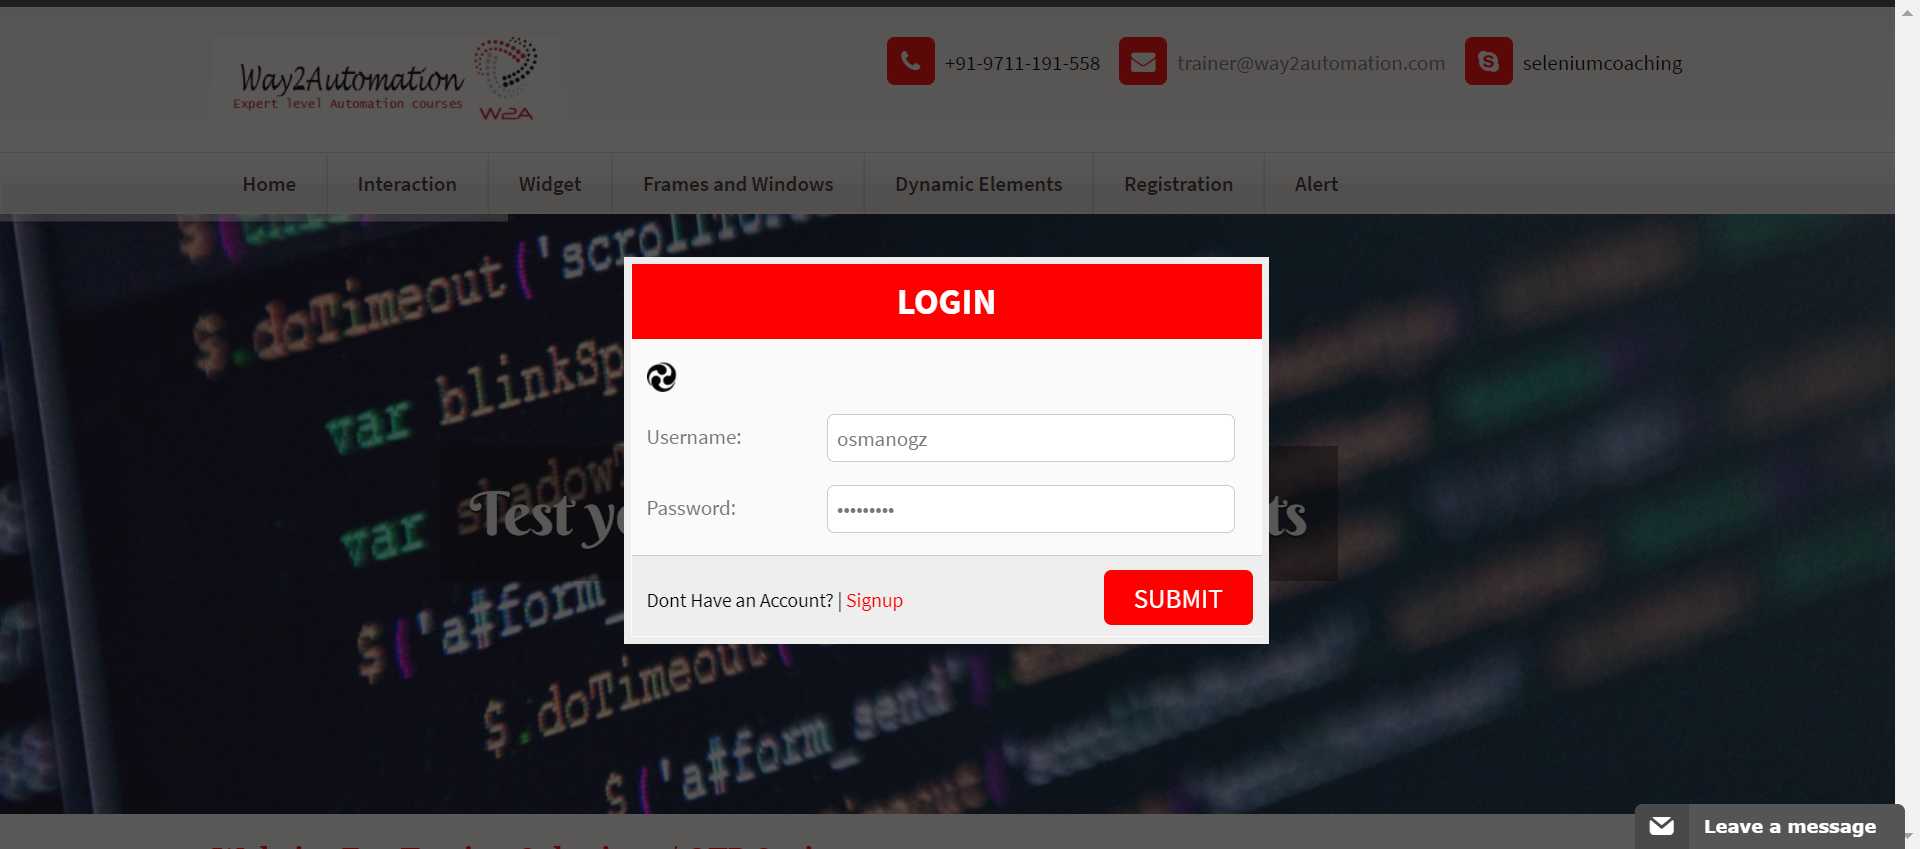 Way2Automation
Expert level Automation courses
W2A
+91-9711-191-558
trainer@way2automation.com
seleniumcoaching
Home
Interaction
Widget
Frames and Windows
Dynamic Elements
Registration
Alert
$.doTimeout('scroll
var blinkSp
var
var shadow
$('a#form_
$.doTimeout
$('a#form_send
Test
ts
LOGIN
Username:
osmanogz
Password:
•••••••••
Dont Have an Account? | Signup
SUBMIT
Leave a message